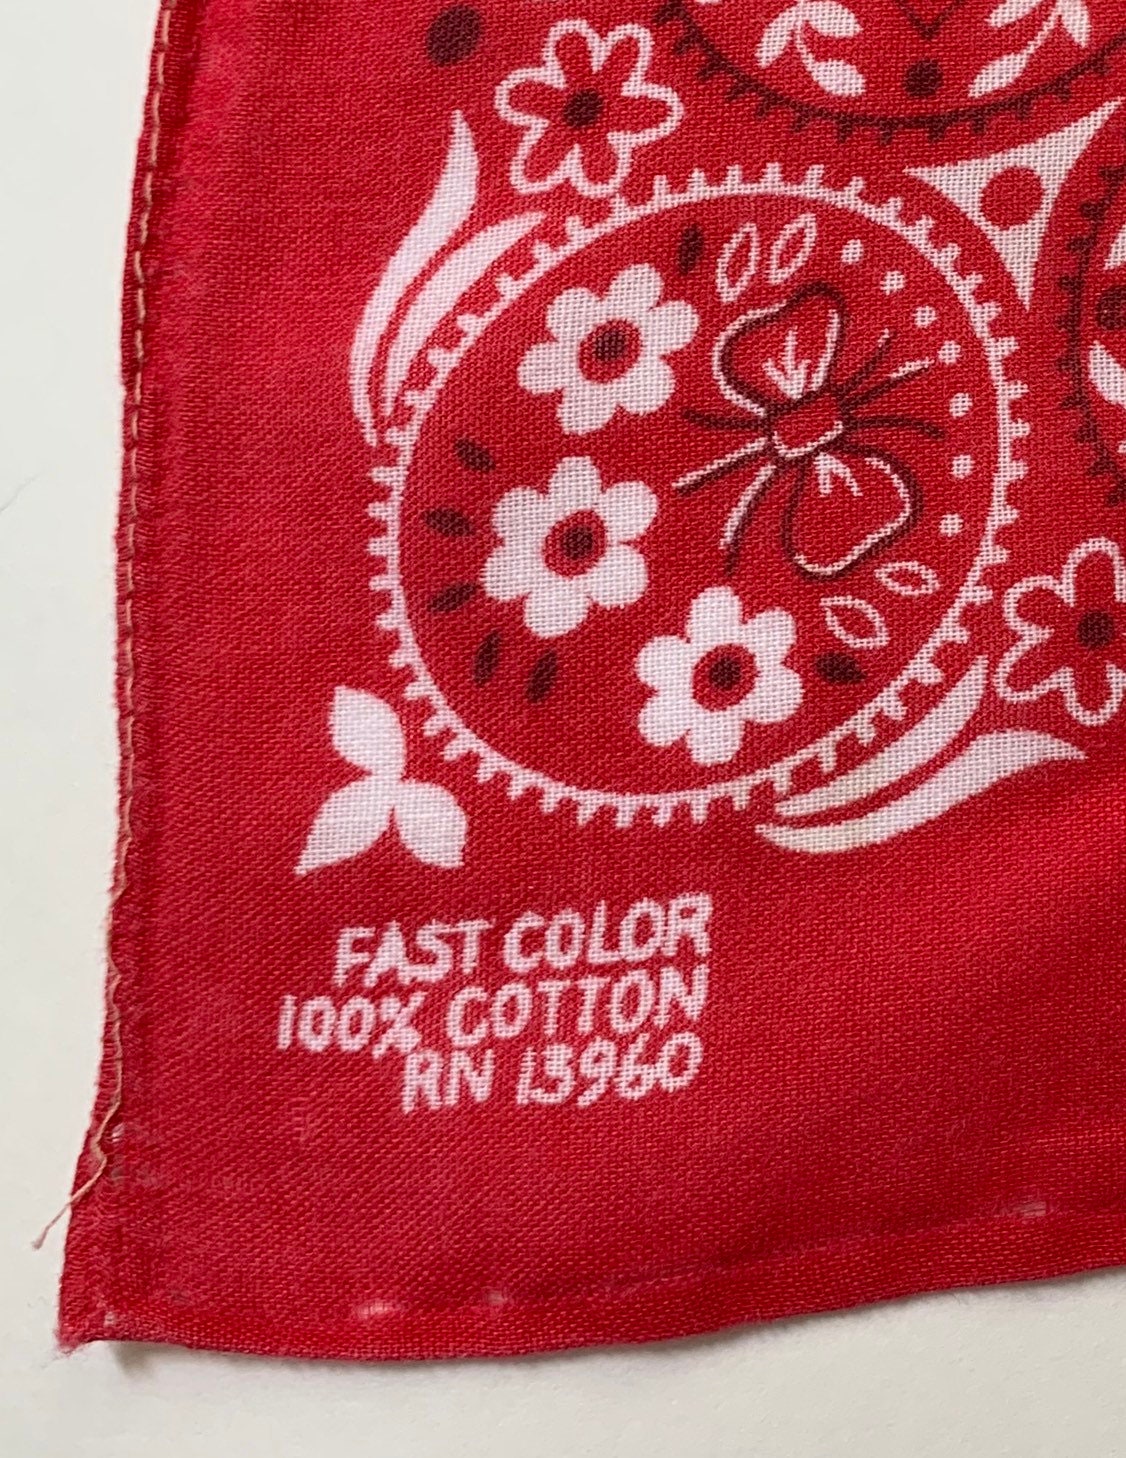 FAST COLOR
100% COTTON
RN 13960